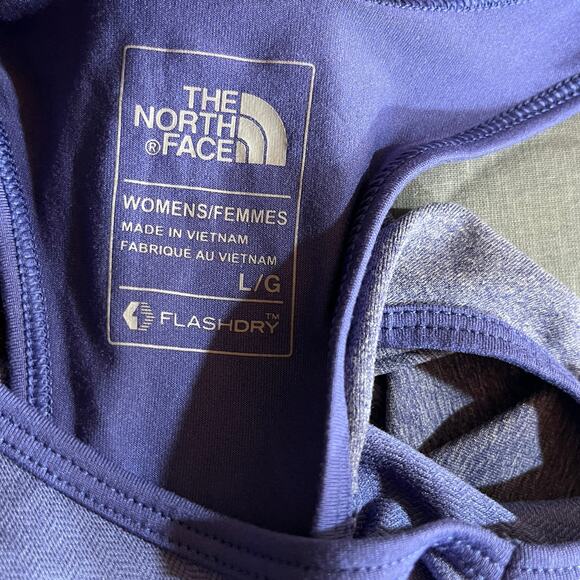 THE
NORTH
®FACE
WOMENS/FEMMES
MADE IN VIETNAM
FABRIQUE AU VIETNAM
L/G
FLASHDRY™